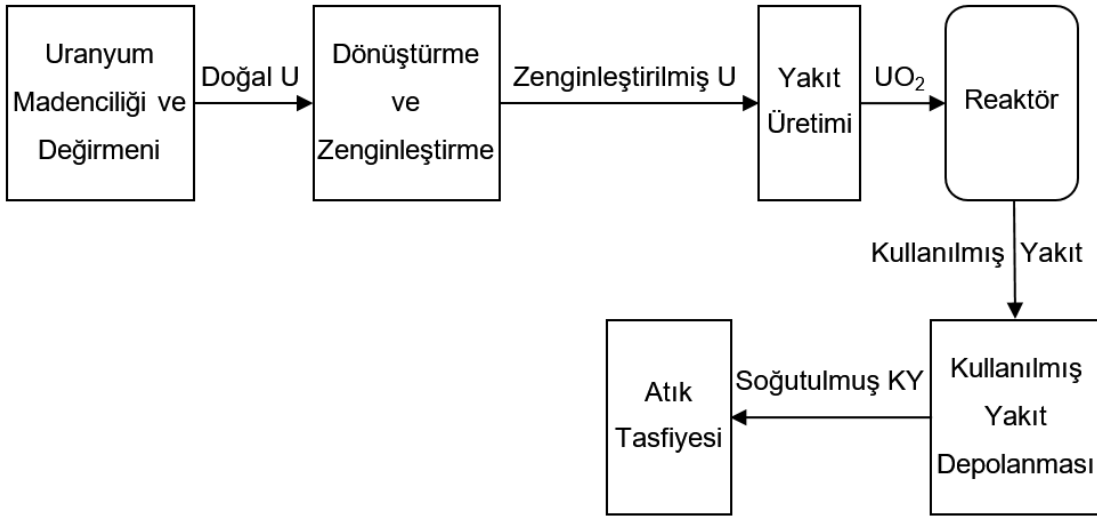 Uranyum
Madenciliği ve
Değirmeni
Doğal U
Dönüştürme
ve
Zenginleştirme
Zenginleştirilmiş U
Yakıt
Üretimi
UO₂
Reaktör
Kullanılmış Yakıt
Kullanılmış
Yakıt
Depolanması
Soğutulmuş KY
Atık
Tasfiyesi